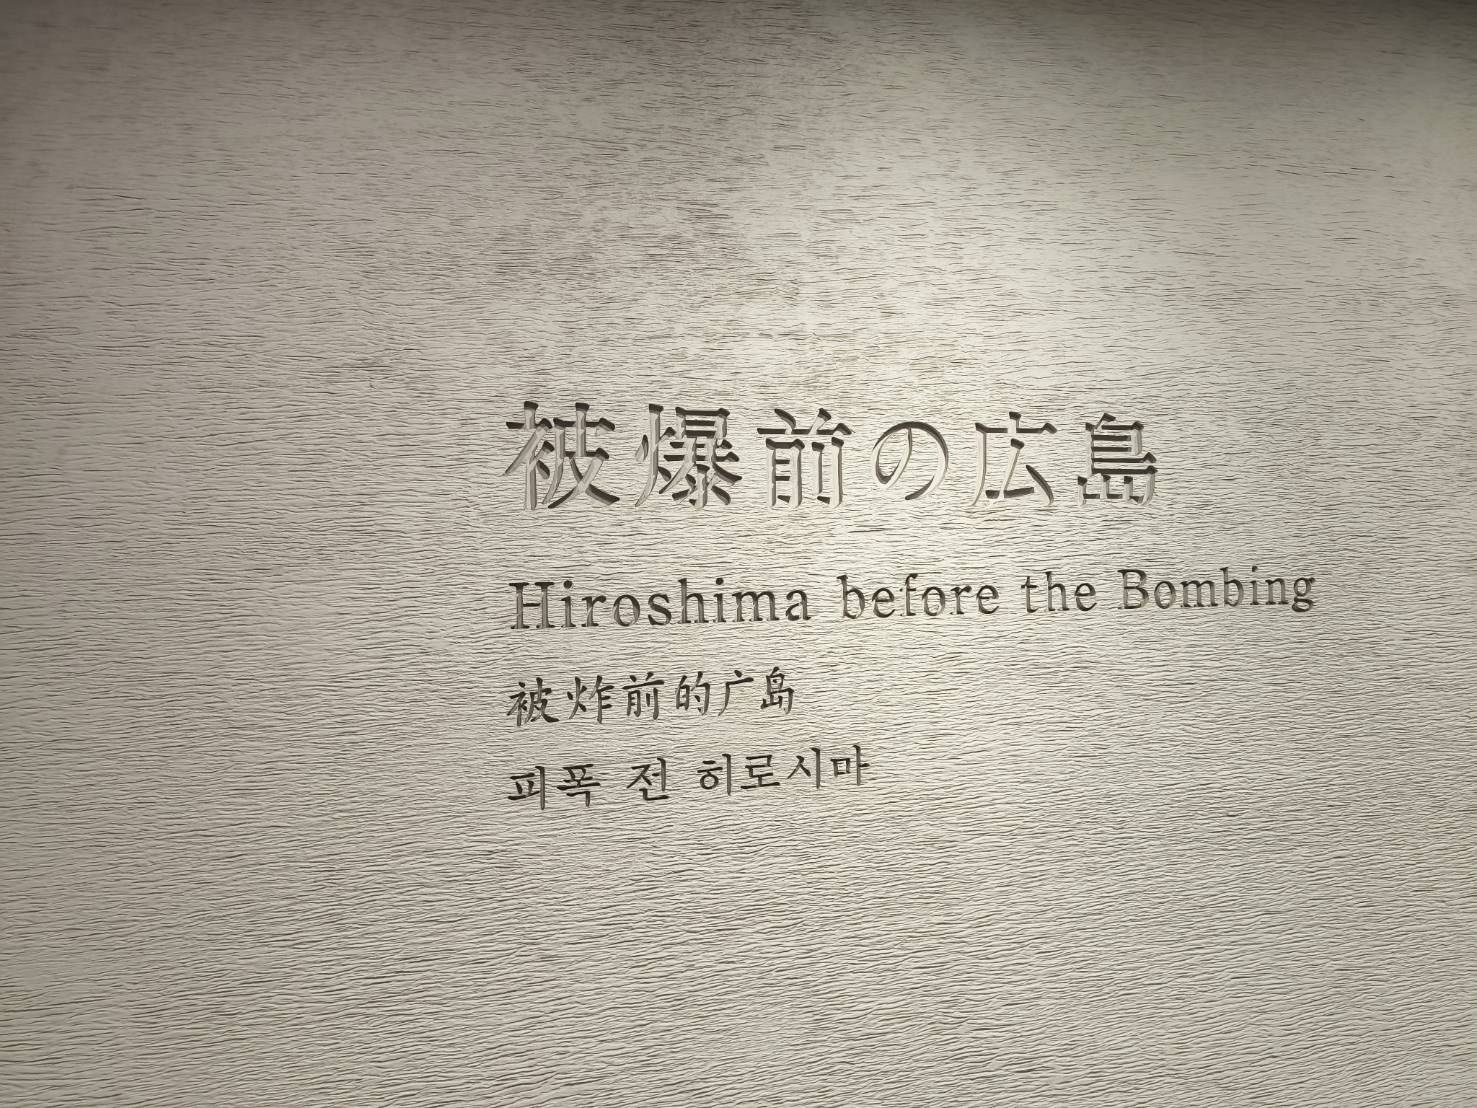 被爆前の広島
Hiroshima before the Bombing
被炸前的广岛
피폭 전 히로시마